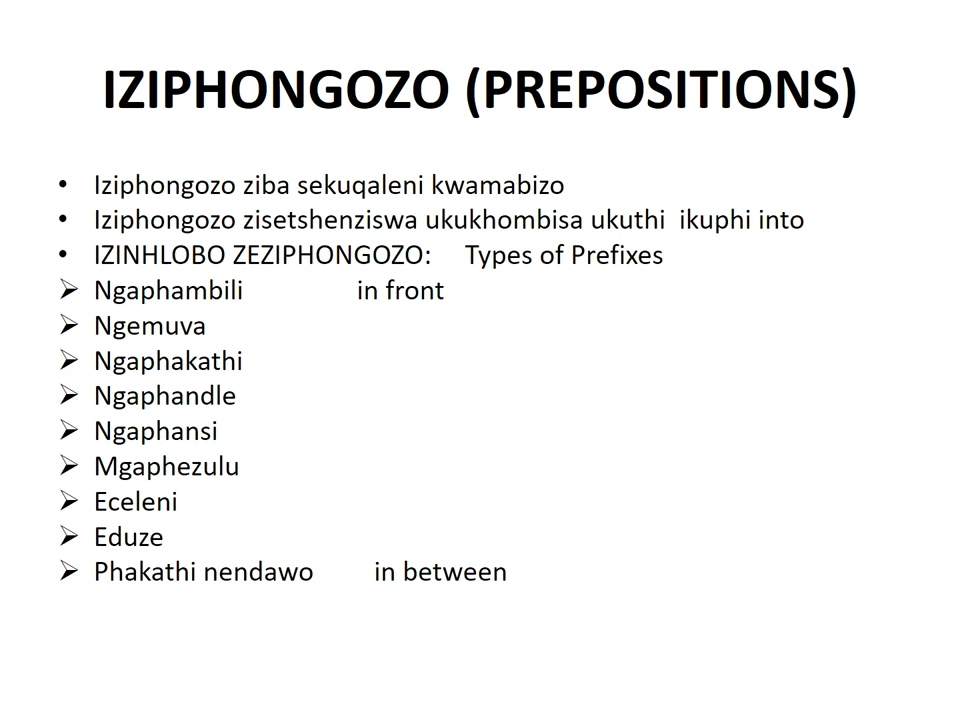 IZIPHONGOZO (PREPOSITIONS)
• Iziphongozo ziba sekuqaleni kwamabizo
• Iziphongozo zisetshenziswa ukukhombisa ukuthi ikuphi into
• IZINHLOBO ZEZIPHONGOZO: Types of Prefixes
➢ Ngaphambili in front
➢ Ngemuva
➢ Ngaphakathi
➢ Ngaphandle
➢ Ngaphansi
➢ Mgaphezulu
➢ Eceleni
➢ Eduze
➢ Phakathi nendawo in between